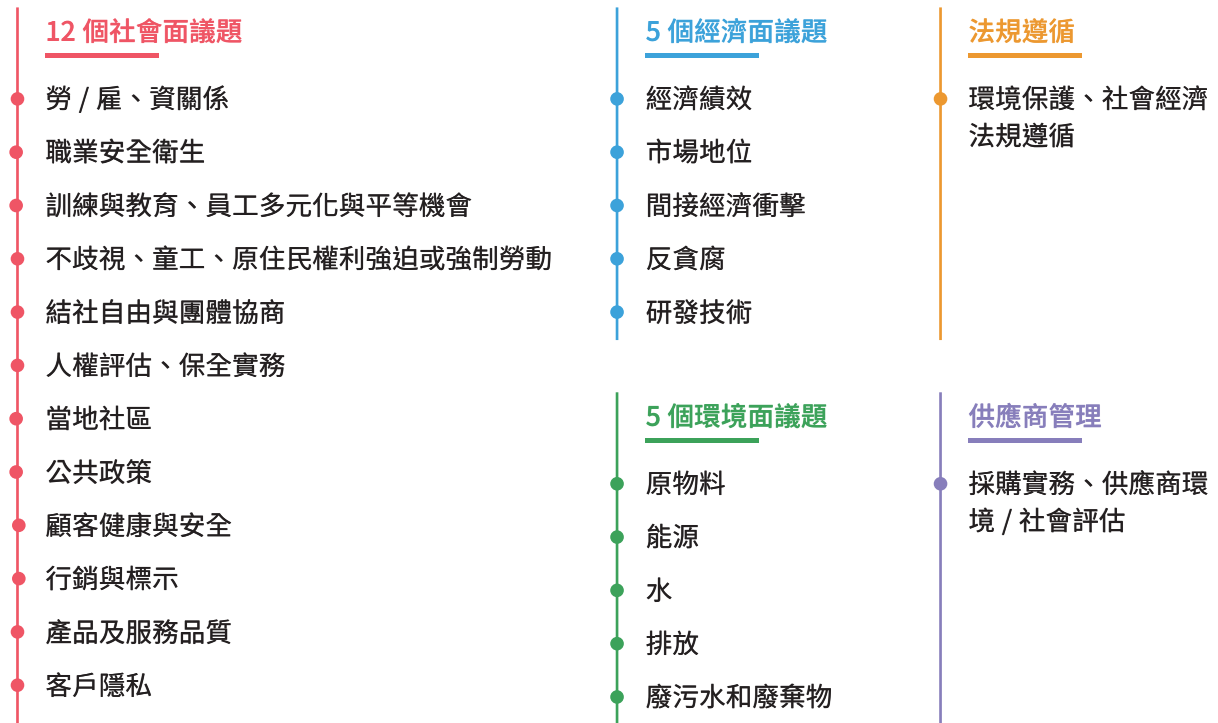 12 個社會面議題
勞 / 雇、資關係
職業安全衛生
訓練與教育、員工多元化與平等機會
不歧視、童工、原住民權利強迫或強制勞動
結社自由與團體協商
人權評估、保全實務
當地社區
公共政策
顧客健康與安全
行銷與標示
產品及服務品質
客戶隱私
5 個經濟面議題
經濟績效
市場地位
間接經濟衝擊
反貪腐
研發技術
5 個環境面議題
原物料
能源
水
排放
廢污水和廢棄物
法規遵循
環境保護、社會經濟
法規遵循
供應商管理
採購實務、供應商環
境 / 社會評估